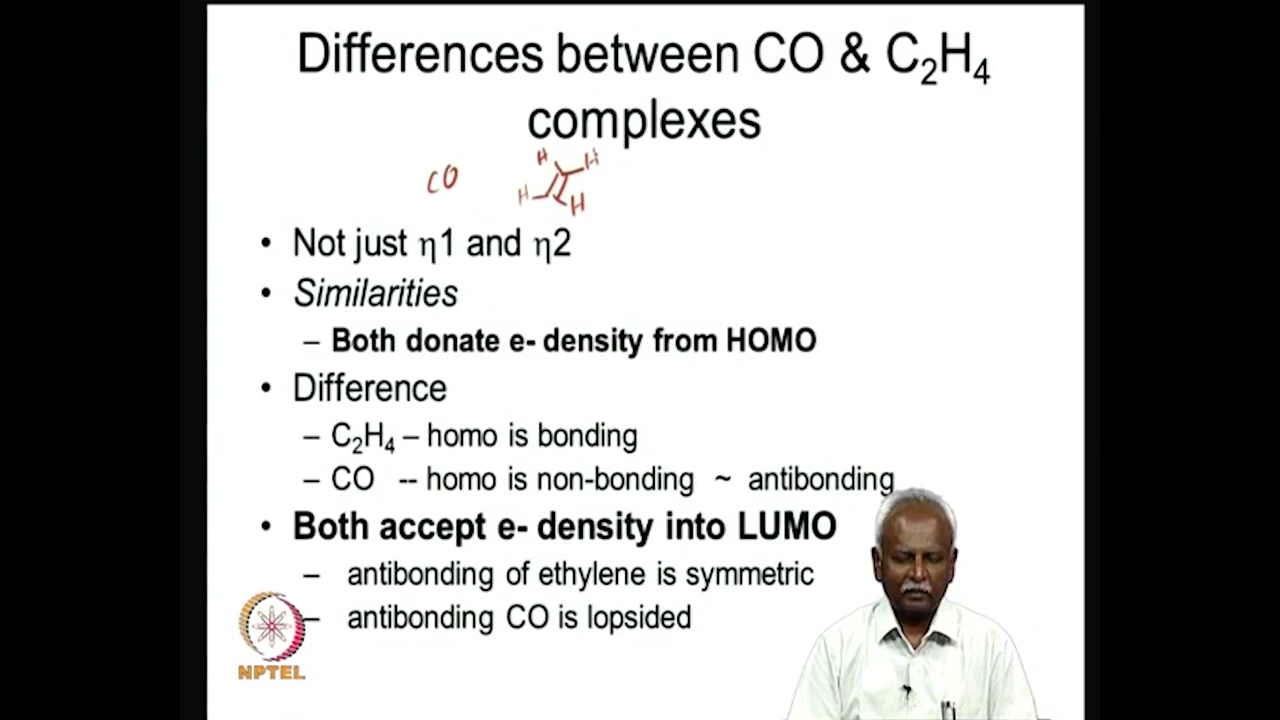 Differences between CO & C₂H₄
complexes
CO
H H
H H
• Not just η1 and η2
• Similarities
– Both donate e- density from HOMO
• Difference
– C₂H₄ – homo is bonding
– CO -- homo is non-bonding ~ antibonding
• Both accept e- density into LUMO
– antibonding of ethylene is symmetric
– antibonding CO is lopsided
NPTEL